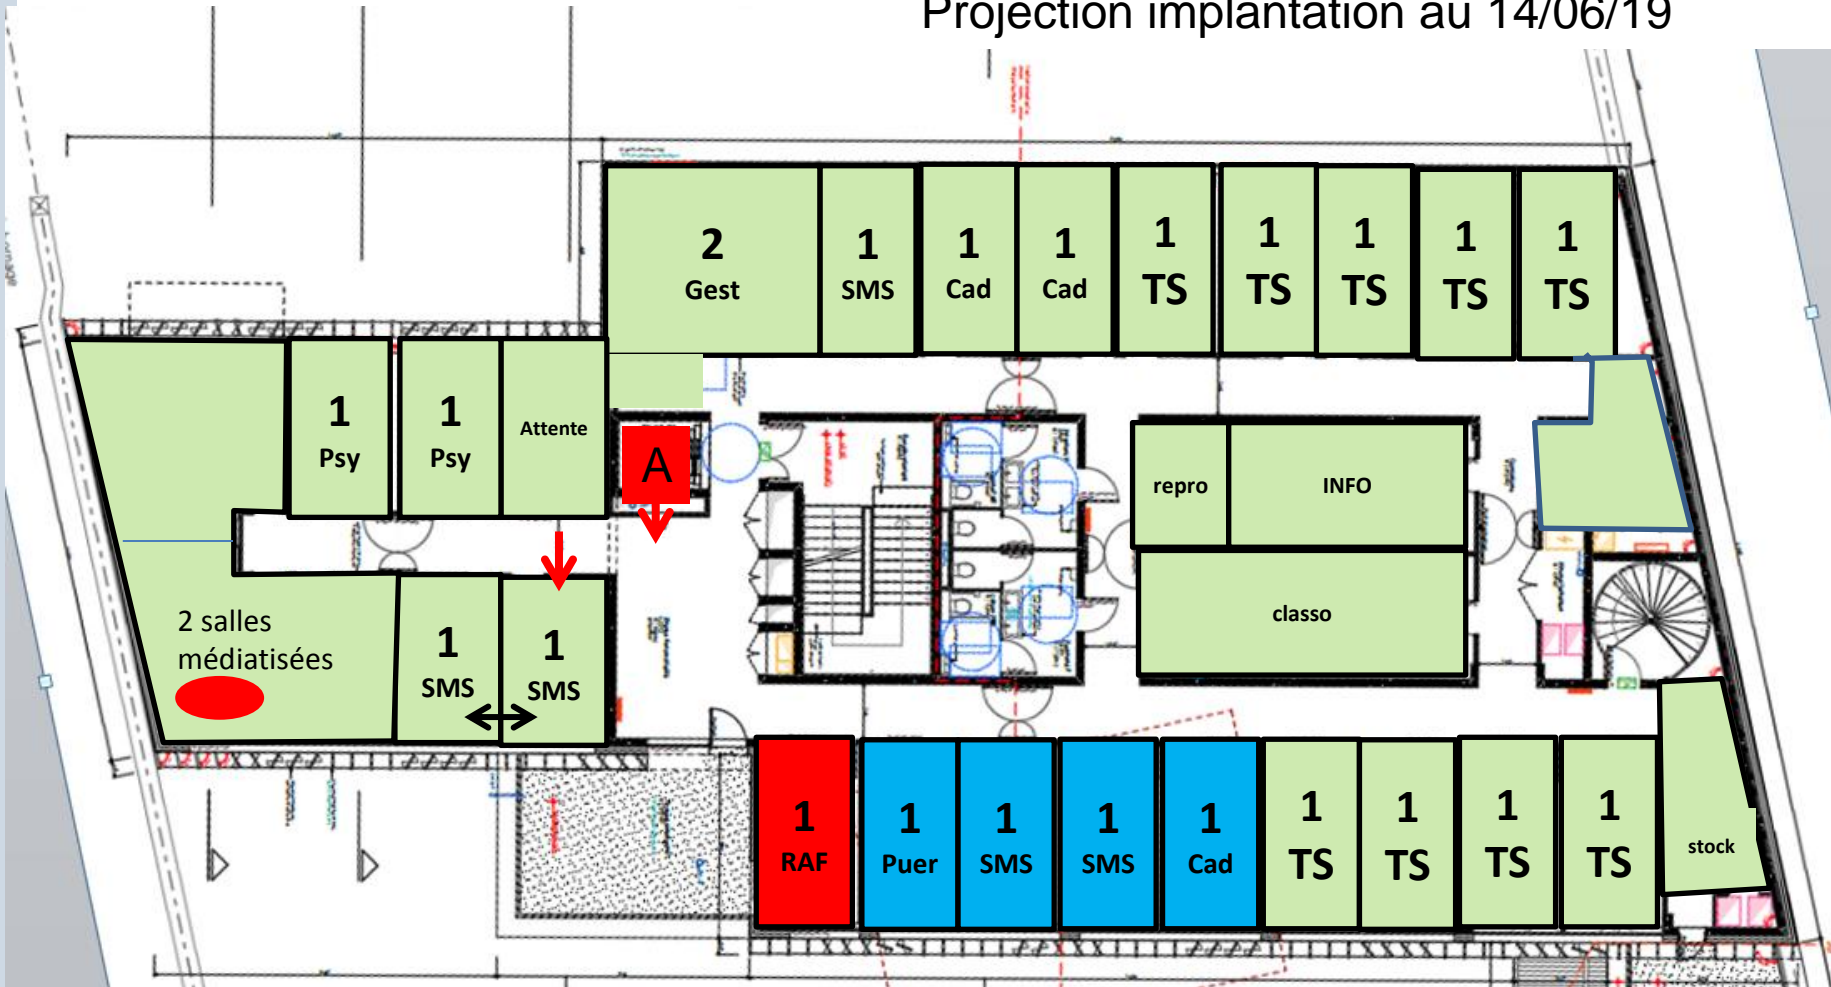 Projection implantation au 14/06/19
2
Gest
1
SMS
1
Cad
1
Cad
1
TS
1
TS
1
TS
1
TS
1
TS
1
Psy
1
Psy
Attente
A
repro
INFO
classo
2 salles
médiatisées
1
SMS
1
SMS
1
RAF
1
Puer
1
SMS
1
SMS
1
Cad
1
TS
1
TS
1
TS
1
TS
stock